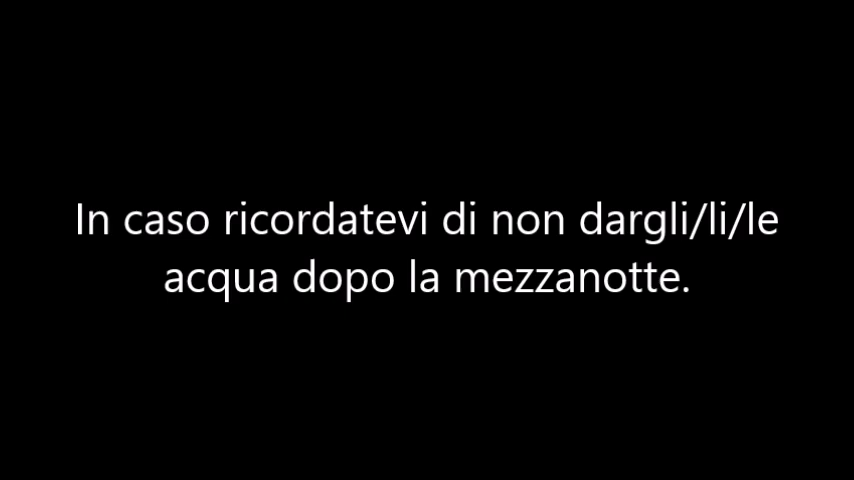 In caso ricordatevi di non dargli/li/le
acqua dopo la mezzanotte.